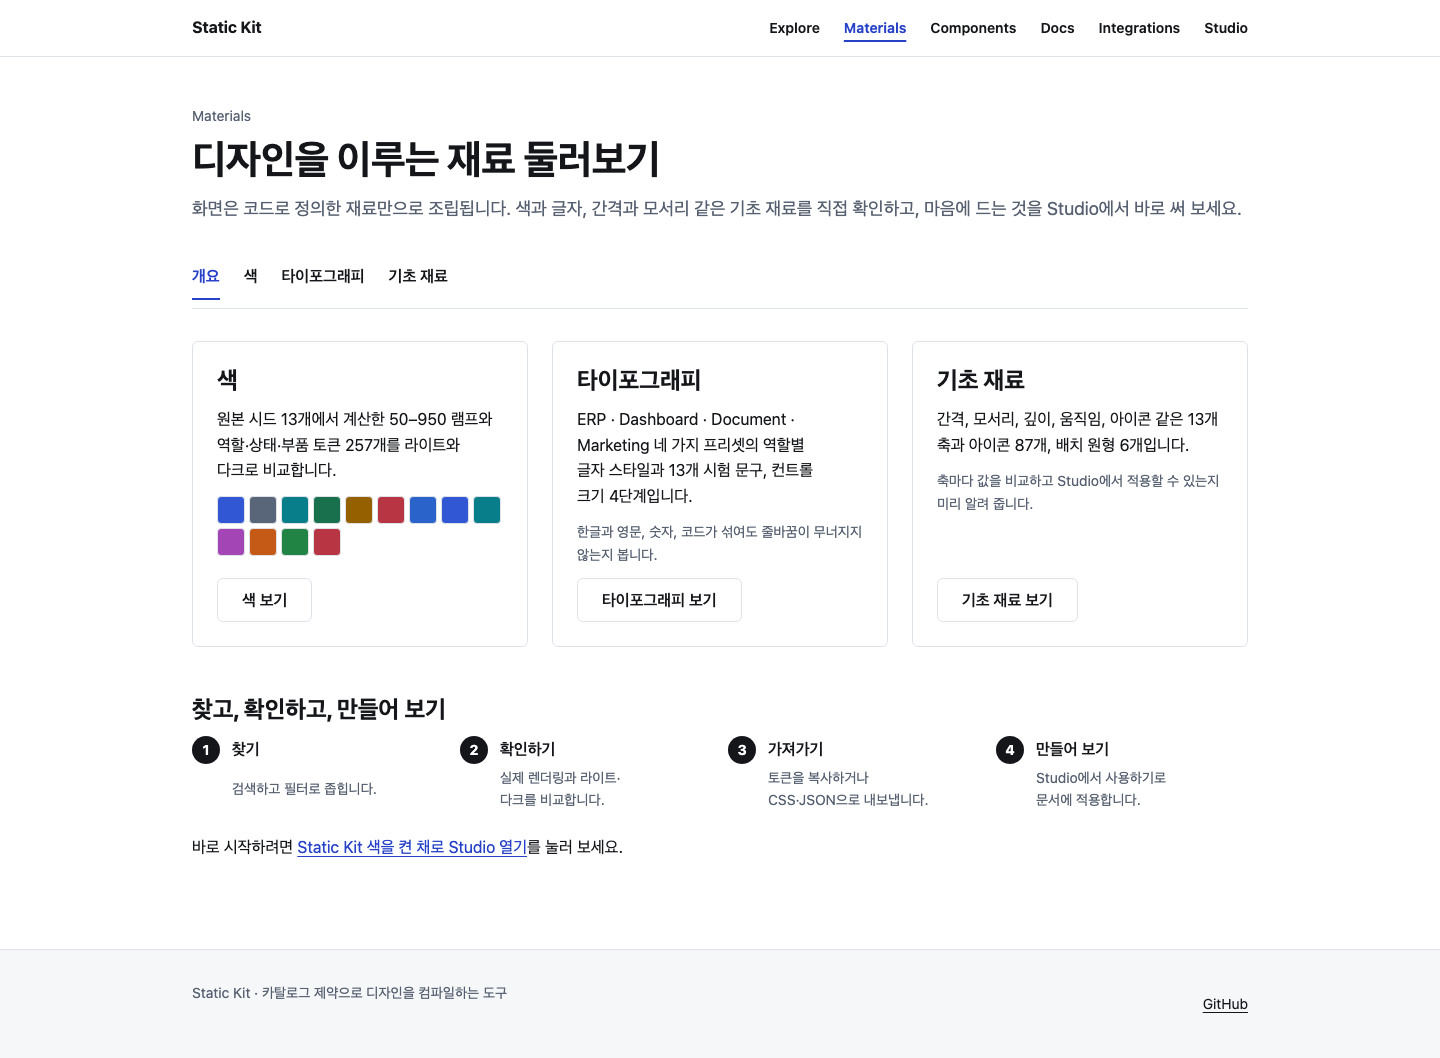 Static Kit
Explore
Materials
Components
Docs
Integrations
Studio
Materials
디자인을 이루는 재료 둘러보기
화면은 코드로 정의한 재료만으로 조립됩니다. 색과 글자, 간격과 모서리 같은 기초 재료를 직접 확인하고, 마음에 드는 것을 Studio에서 바로 써 보세요.
개요
색
타이포그래피
기초 재료
색
원본 시드 13개에서 계산한 50–950 램프와
역할·상태·부품 토큰 257개를 라이트와
다크로 비교합니다.
색 보기
타이포그래피
ERP · Dashboard · Document ·
Marketing 네 가지 프리셋의 역할별
글자 스타일과 13개 시험 문구, 컨트롤
크기 4단계입니다.
한글과 영문, 숫자, 코드가 섞여도 줄바꿈이 무너지지
않는지 봅니다.
타이포그래피 보기
기초 재료
간격, 모서리, 깊이, 움직임, 아이콘 같은 13개
축과 아이콘 87개, 배치 원형 6개입니다.
축마다 값을 비교하고 Studio에서 적용할 수 있는지
미리 알려 줍니다.
기초 재료 보기
찾고, 확인하고, 만들어 보기
1 찾기
검색하고 필터로 좁힙니다.
2 확인하기
실제 렌더링과 라이트·
다크를 비교합니다.
3 가져가기
토큰을 복사하거나
CSS·JSON으로 내보냅니다.
4 만들어 보기
Studio에서 사용하기로
문서에 적용합니다.
바로 시작하려면 Static Kit 색을 켠 채로 Studio 열기를 눌러 보세요.
Static Kit · 카탈로그 제약으로 디자인을 컴파일하는 도구
GitHub